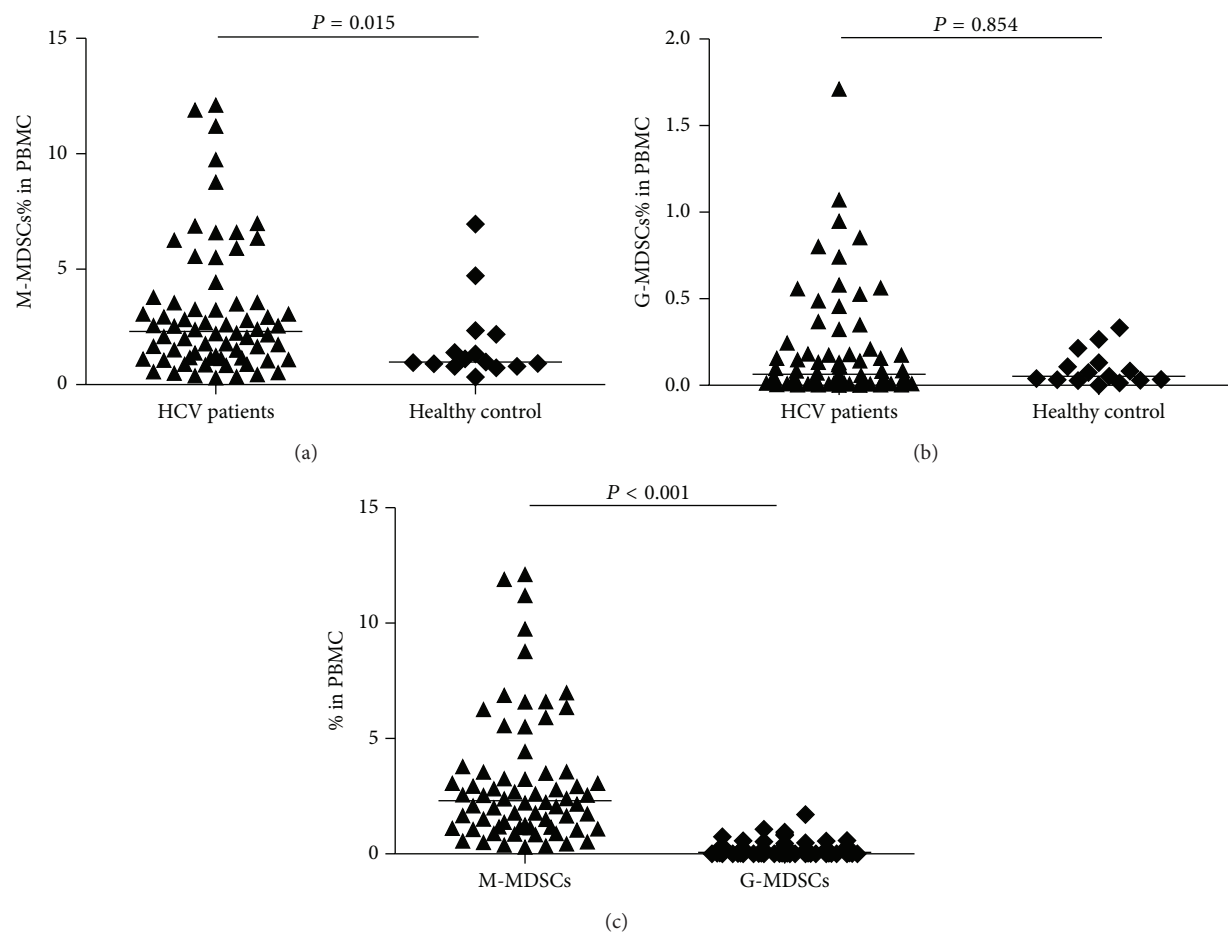 P = 0.015
15
10
5
0
M-MDSCs% in PBMC
HCV patients
Healthy control
(a)
P = 0.854
2.0
1.5
1.0
0.5
0.0
G-MDSCs% in PBMC
HCV patients
Healthy control
(b)
P < 0.001
15
10
5
0
% in PBMC
M-MDSCs
G-MDSCs
(c)